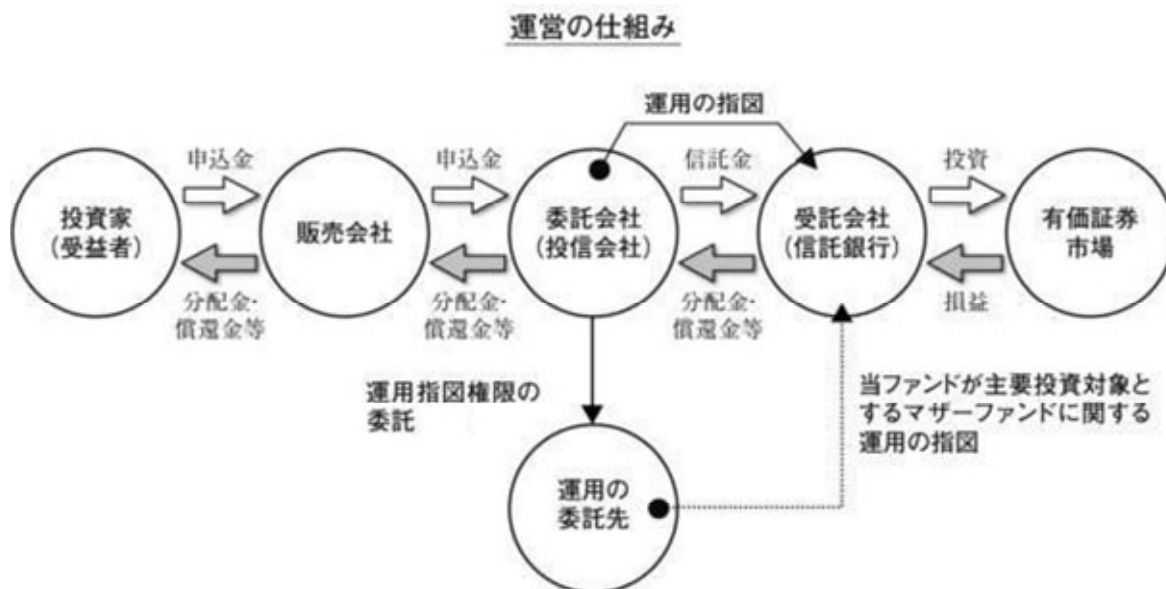 運営の仕組み
運用の指図
申込金
申込金
信託金
投資
投資家
(受益者)
販売会社
委託会社
(投信会社)
受託会社
(信託銀行)
有価証券
市場
分配金・
償還金等
分配金・
償還金等
分配金・
償還金等
損益
運用指図権限の
委託
当ファンドが主要投資対象と
するマザーファンドに関する
運用の指図
運用の
委託先